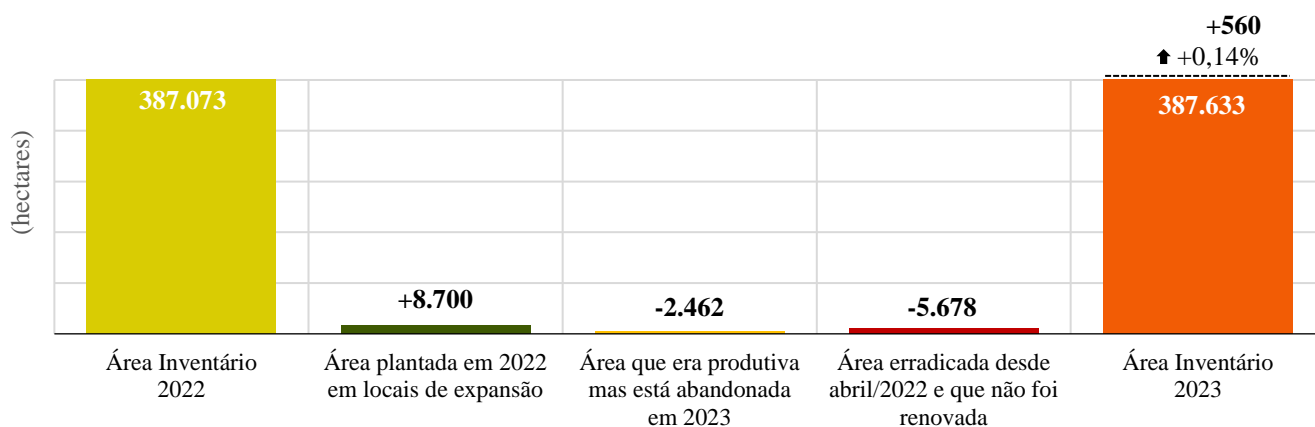 +560
🠹 +0,14%
387.073
387.633
(hectares)
+8.700
-2.462
-5.678
Área Inventário
2022
Área plantada em 2022
em locais de expansão
Área que era produtiva
mas está abandonada
em 2023
Área erradicada desde
abril/2022 e que não foi
renovada
Área Inventário
2023